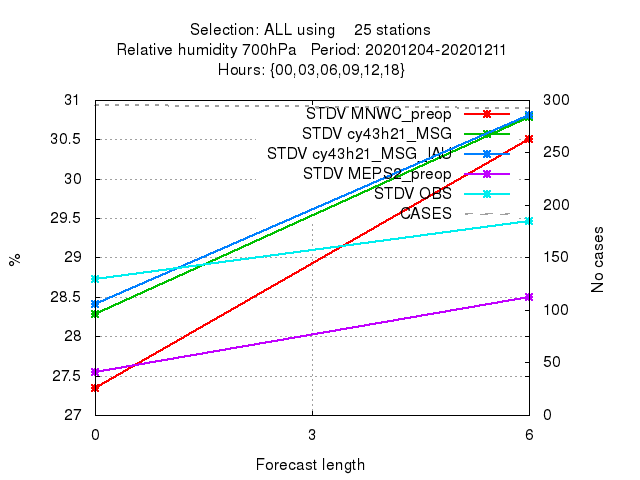 Selection: ALL using 25 stations
Relative humidity 700hPa Period: 20201204-20201211
Hours: {00,03,06,09,12,18}
31
30.5
30
29.5
29
28.5
28
27.5
27
%
300
250
200
150
100
50
0
No cases
STDV MNWC_preop
STDV cy43h21_MSG
STDV cy43h21_MSG_IAU
STDV MEPS2_preop
STDV OBS
CASES
0 3 6
Forecast length